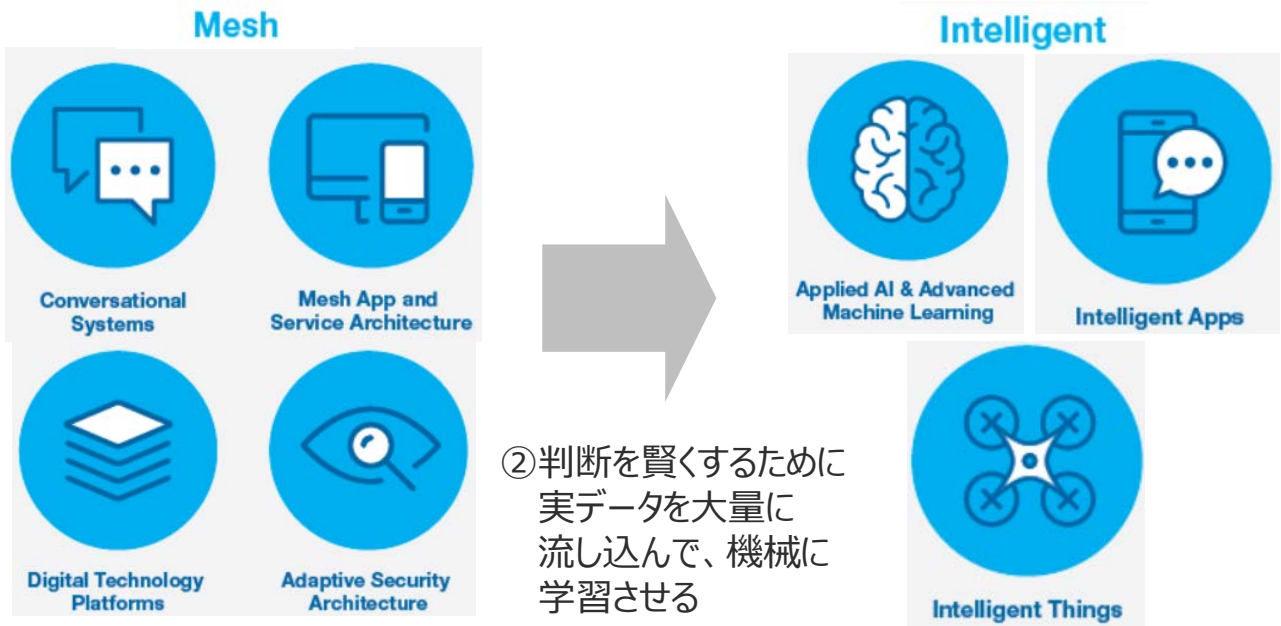 Mesh
Conversational
Systems
Mesh App and
Service Architecture
Digital Technology
Platforms
Adaptive Security
Architecture
②判断を賢くするために
実データを大量に
流し込んで、機械に
学習させる
Intelligent
Applied AI & Advanced
Machine Learning
Intelligent Apps
Intelligent Things